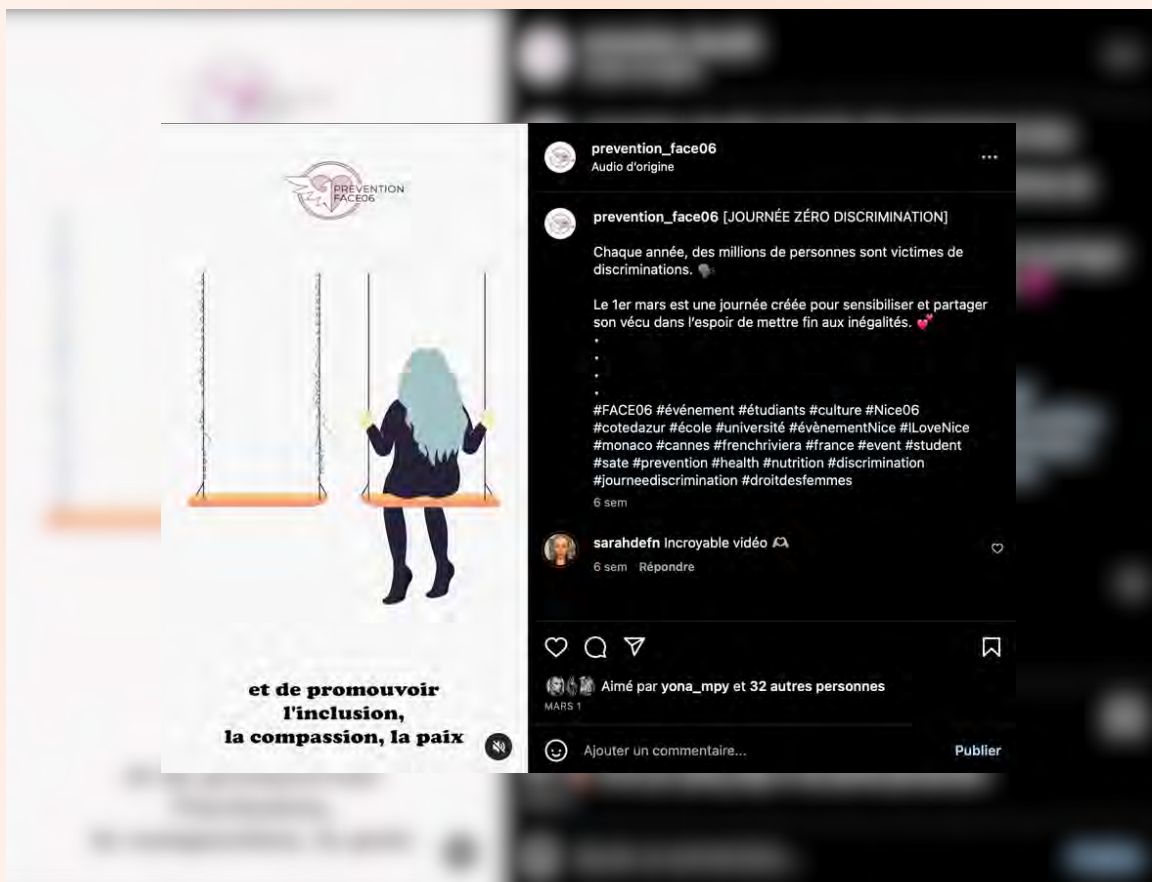 PRÉVENTION
FACE06
et de promouvoir
l'inclusion,
la compassion, la paix
prevention_face06
Audio d'origine
prevention_face06 [JOURNÉE ZÉRO DISCRIMINATION]
Chaque année, des millions de personnes sont victimes de
discriminations. 🗣
Le 1er mars est une journée créée pour sensibiliser et partager
son vécu dans l'espoir de mettre fin aux inégalités. 💕
.
.
.
.
#FACE06 #événement #étudiants #culture #Nice06
#cotedazur #école #université #évènementNice #ILoveNice
#monaco #cannes #frenchriviera #france #event #student
#sate #prevention #health #nutrition #discrimination
#journeediscrimination #droitdesfemmes
6 sem
sarahdefn Incroyable vidéo 🫶
6 sem Répondre
Aimé par yona_mpy et 32 autres personnes
MARS 1
Ajouter un commentaire... Publier